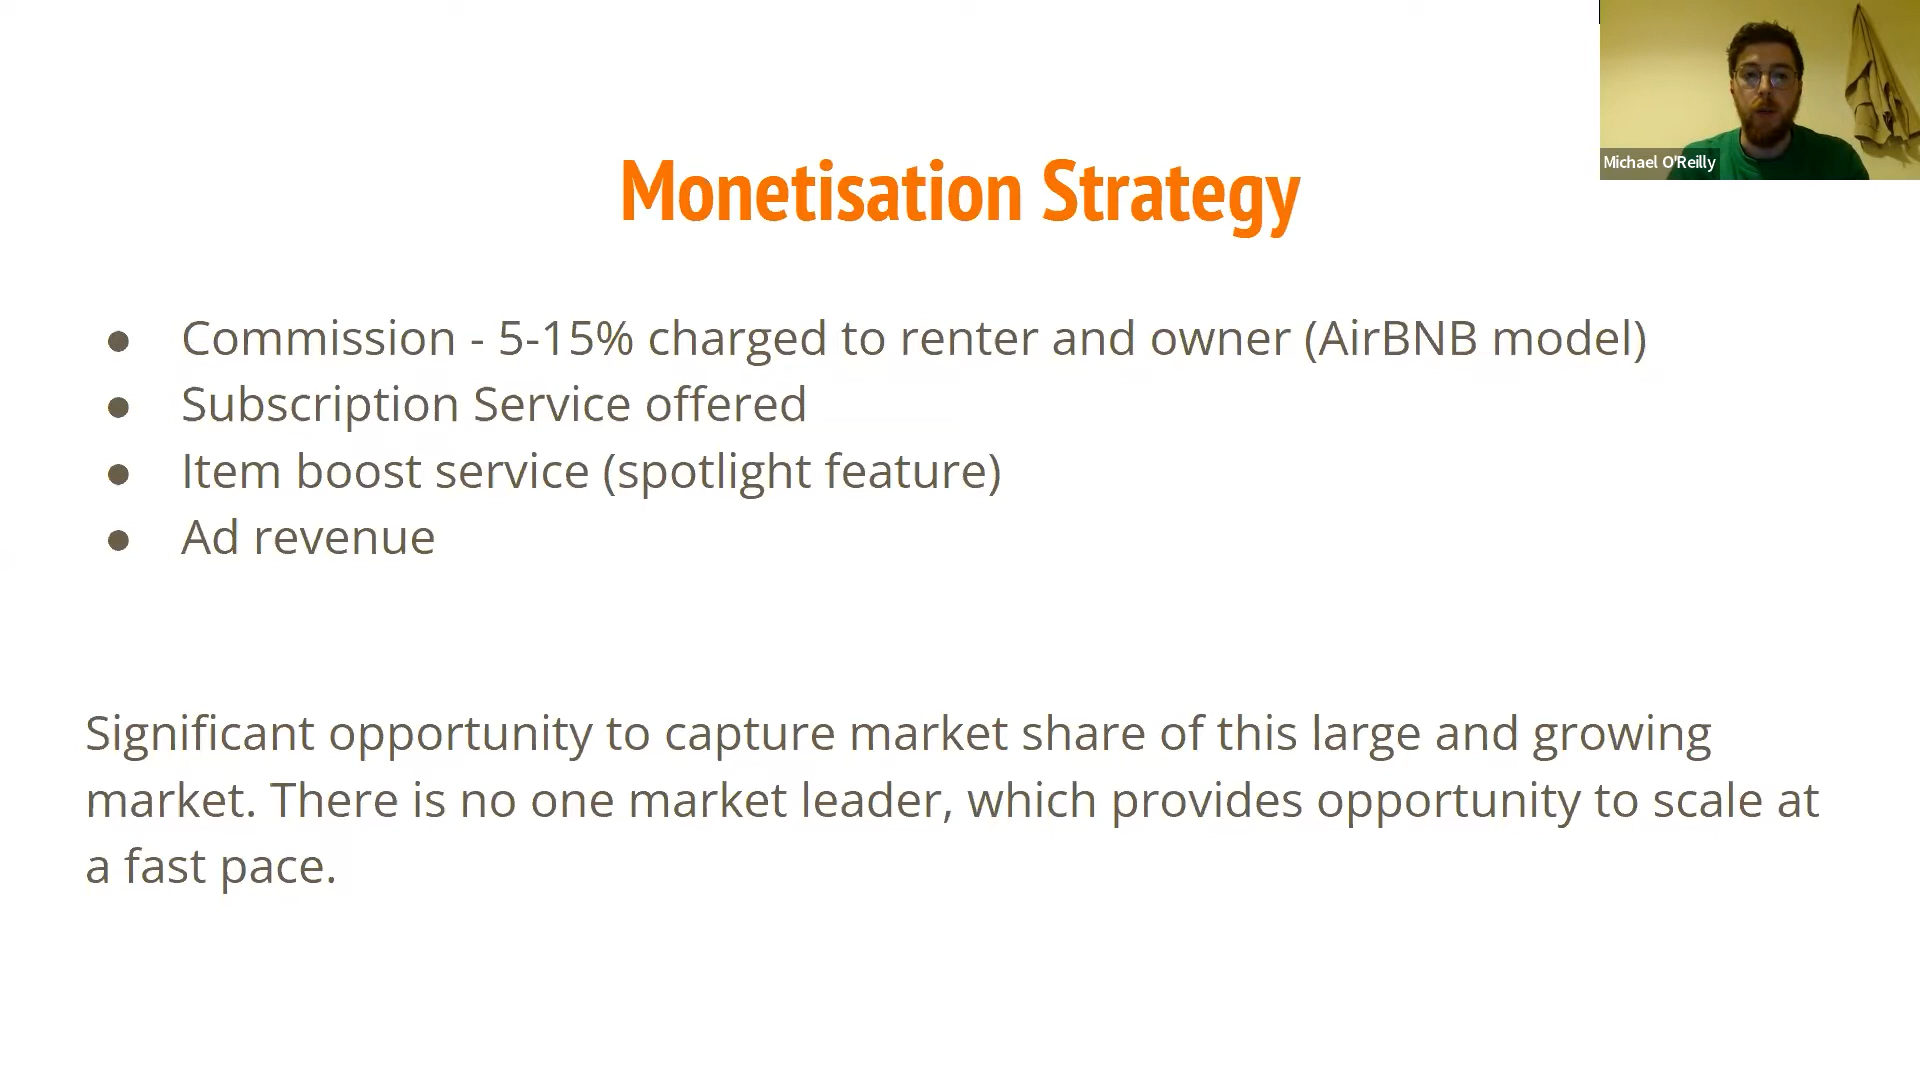 Michael O'Reilly
Monetisation Strategy
● Commission - 5-15% charged to renter and owner (AirBNB model)
● Subscription Service offered
● Item boost service (spotlight feature)
● Ad revenue
Significant opportunity to capture market share of this large and growing
market. There is no one market leader, which provides opportunity to scale at
a fast pace.